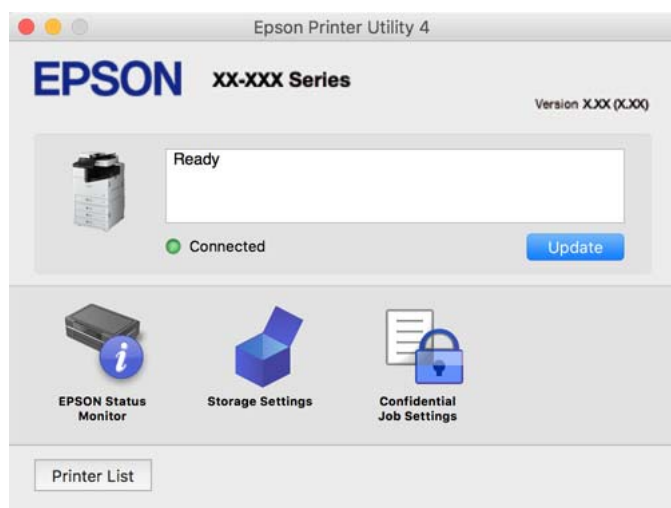 Epson Printer Utility 4
EPSON XX-XXX Series
Version X.XX (X.XX)
Ready
Connected
Update
EPSON Status
Monitor
Storage Settings
Confidential
Job Settings
Printer List